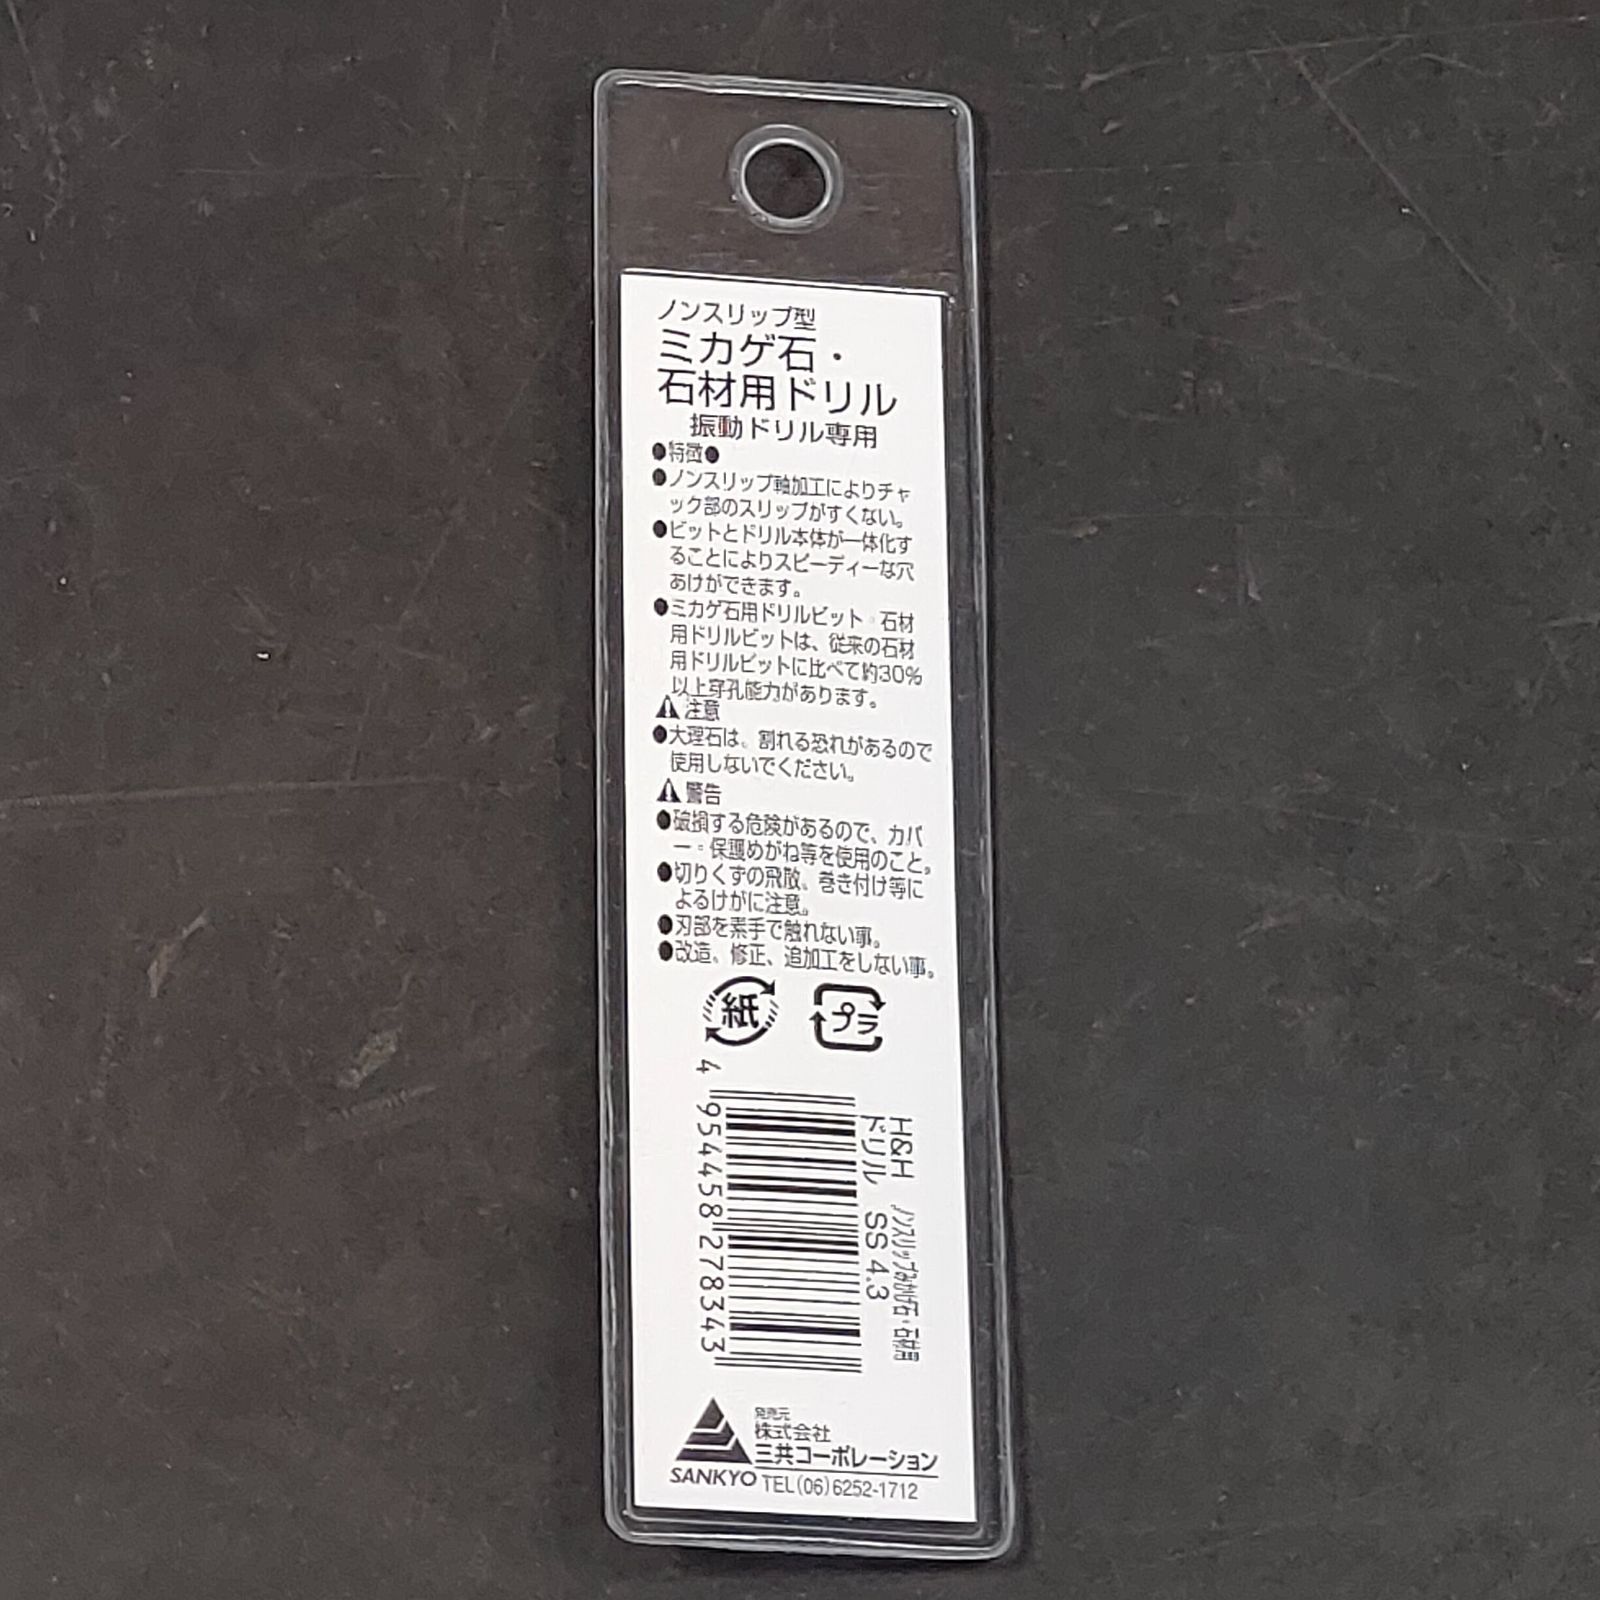 ノンスリップ型
ミカゲ石・
石材用ドリル
振動ドリル専用
●特徴●
●ノンスリップ軸加工によりチャ
ック部のスリップがすくない。
●ビットとドリル本体が一体化す
ることによりスピーディーな穴
あけができます。
●ミカゲ石用ドリルビット・石材
用ドリルビットは、従来の石材
用ドリルビットに比べて約30%
以上穿孔能力があります。
⚠注意
●大理石は、割れる恐れがあるので
使用しないでください。
⚠警告
●破損する危険があるので、カバ
ー・保護めがね等を使用のこと。
●切りくずの飛散、巻き付け等に
よるけがに注意。
●刃部を素手で触れない事。
●改造、修正、追加工をしない事。
紙 プラ
H&H ノンスリップみかげ石・石材用
ドリル SS 4.3
4 954458 278343
発売元
株式会社
三共コーポレーション
SANKYO TEL(06)6252-1712